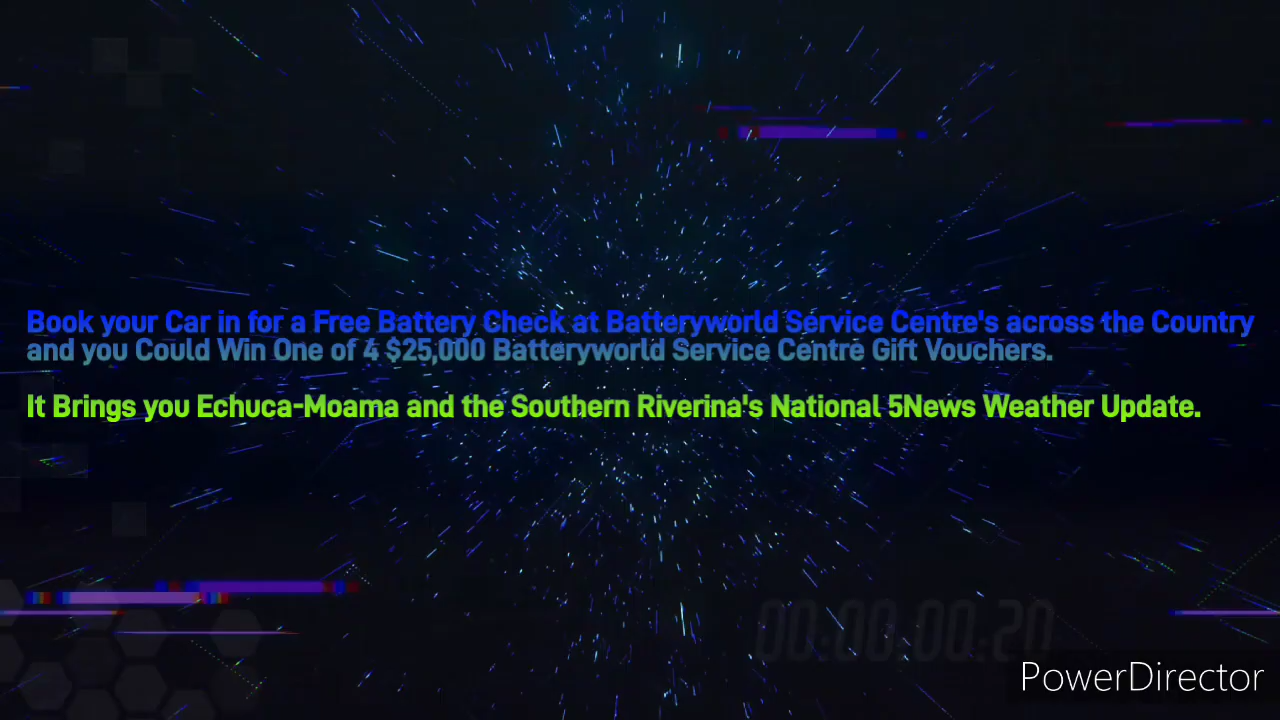 Book your Car in for a Free Battery Check at Batteryworld Service Centre's across the Country
and you Could Win One of 4 $25,000 Batteryworld Service Centre Gift Vouchers.
It Brings you Echuca-Moama and the Southern Riverina's National 5News Weather Update.
00:00:00:20
PowerDirector